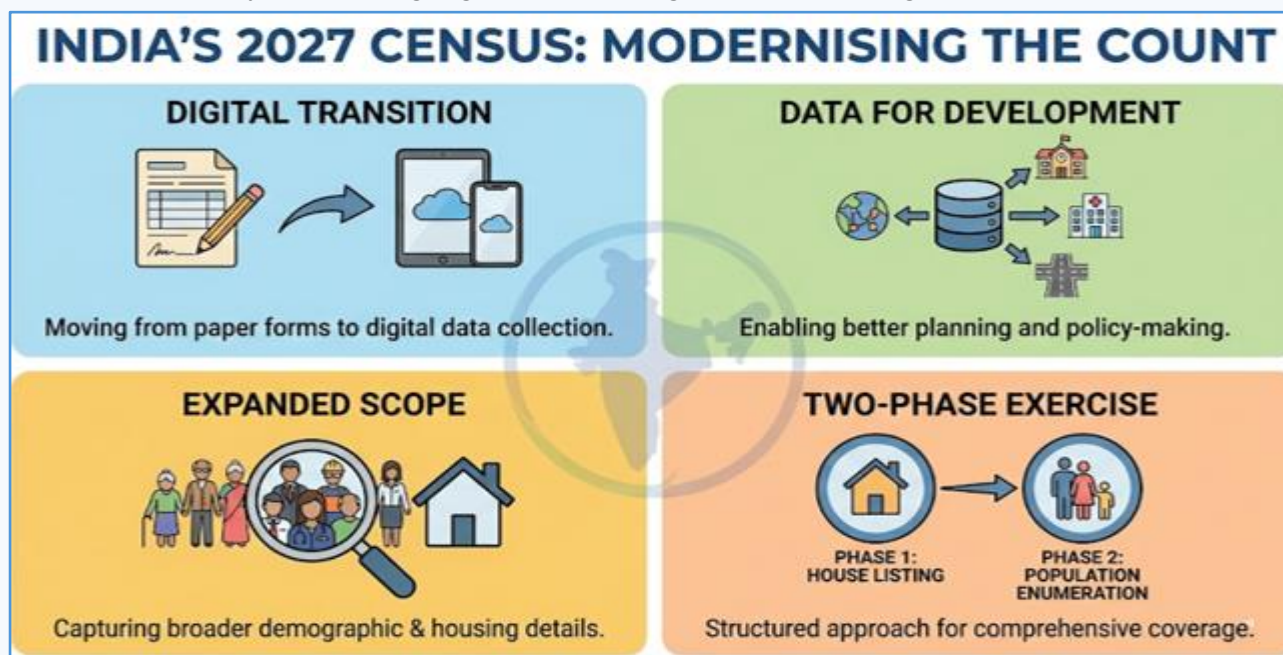 INDIA'S 2027 CENSUS: MODERNISING THE COUNT
DIGITAL TRANSITION
Moving from paper forms to digital data collection.
DATA FOR DEVELOPMENT
Enabling better planning and policy-making.
EXPANDED SCOPE
Capturing broader demographic & housing details.
TWO-PHASE EXERCISE
PHASE 1:
HOUSE LISTING
PHASE 2:
POPULATION
ENUMERATION
Structured approach for comprehensive coverage.